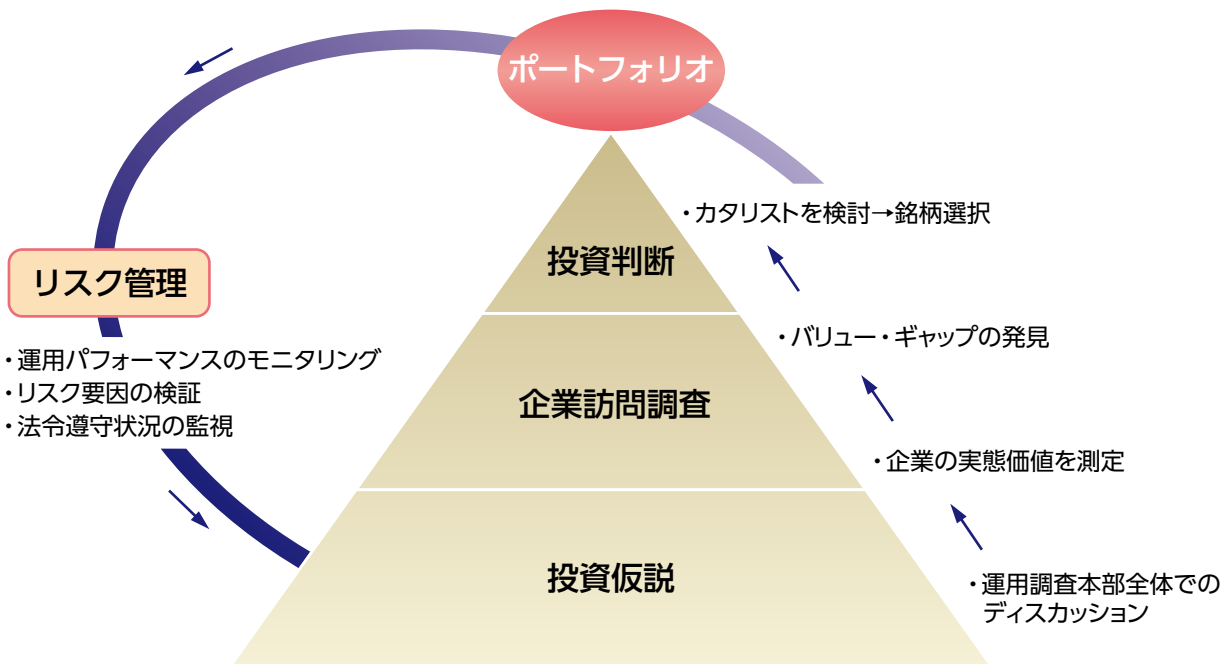 ポートフォリオ
・カタリストを検討→銘柄選択
投資判断
リスク管理
・バリュー・ギャップの発見
・運用パフォーマンスのモニタリング
・リスク要因の検証
・法令遵守状況の監視
企業訪問調査
・企業の実態価値を測定
投資仮説
・運用調査本部全体での
ディスカッション